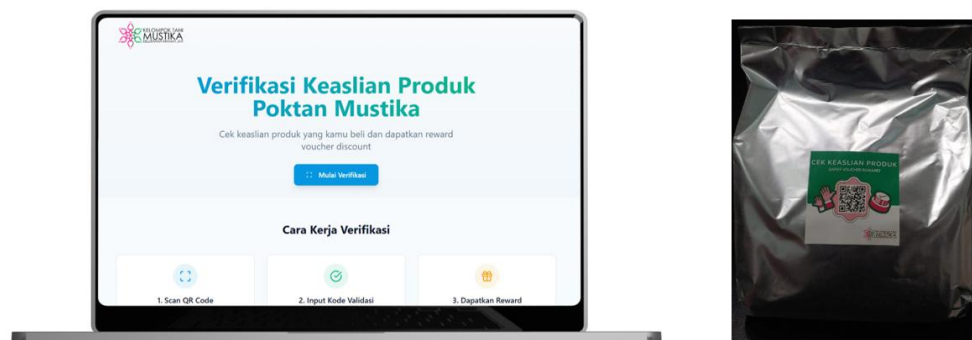 KELOMPOK TANI
MUSTIKA
Verifikasi Keaslian Produk
Poktan Mustika
Cek keaslian produk yang kamu beli dan dapatkan reward
voucher discount
Mulai Verifikasi
Cara Kerja Verifikasi
1. Scan QR Code
2. Input Kode Validasi
3. Dapatkan Reward
CEK KEASLIAN PRODUK
MUSTIKA